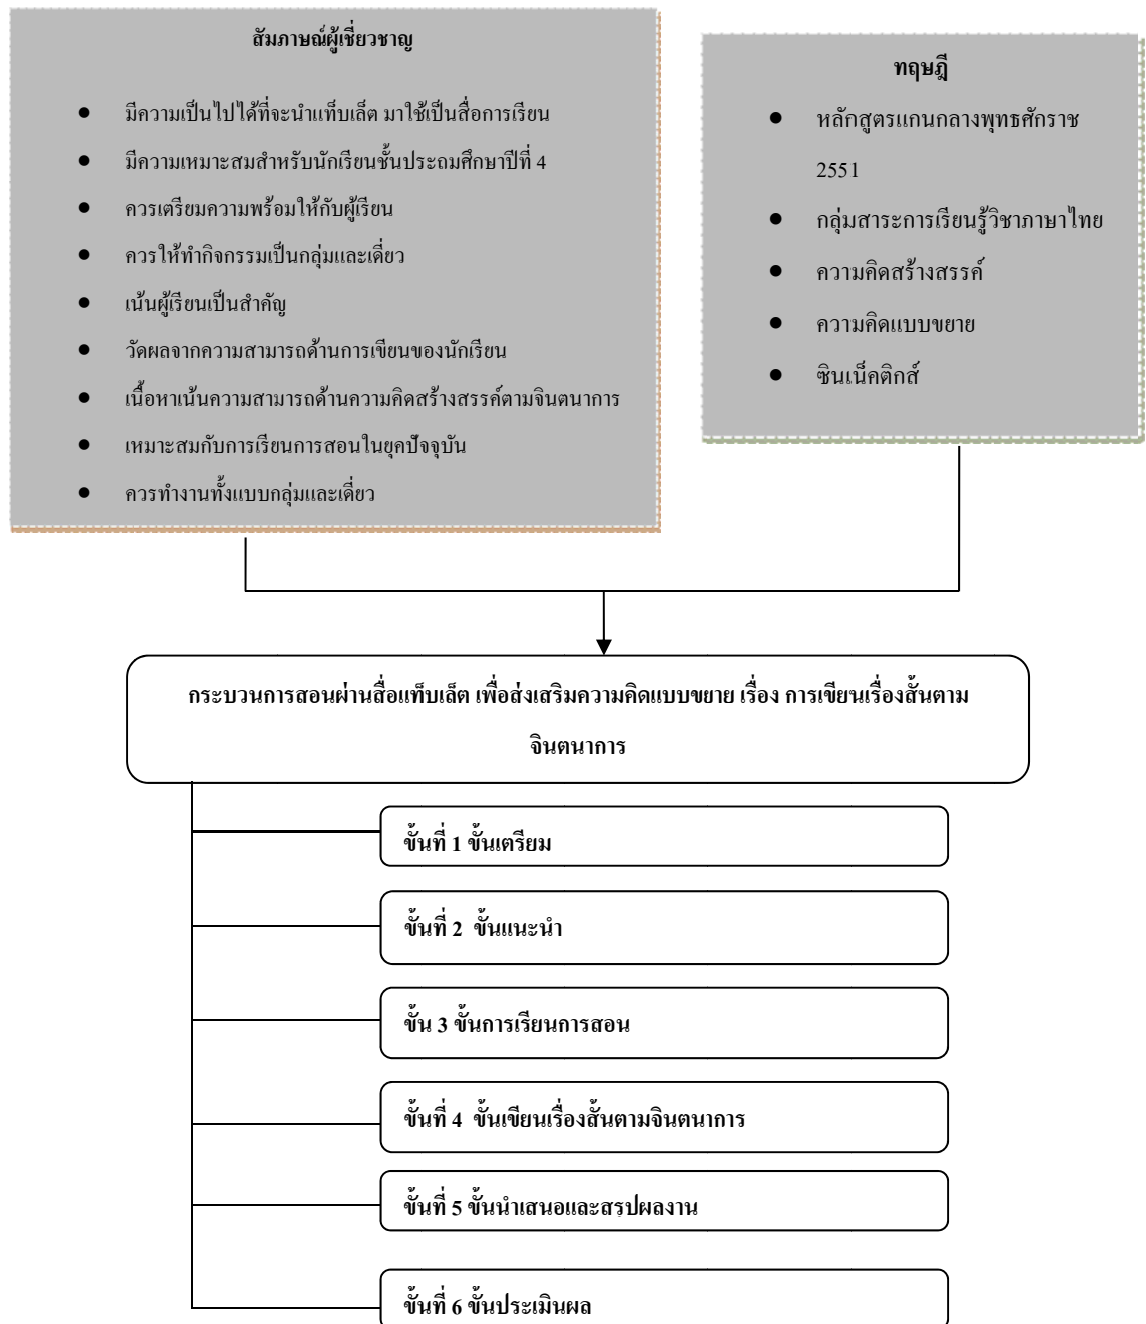 สัมภาษณ์ผู้เชี่ยวชาญ
● มีความเป็นไปได้ที่จะนำแท็บเล็ต มาใช้เป็นสื่อการเรียน
● มีความเหมาะสมสำหรับนักเรียนชั้นประถมศึกษาปีที่ 4
● ควรเตรียมความพร้อมให้กับผู้เรียน
● ควรให้ทำกิจกรรมเป็นกลุ่มและเดี่ยว
● เน้นผู้เรียนเป็นสำคัญ
● วัดผลจากความสามารถด้านการเขียนของนักเรียน
● เนื้อหาเน้นความสามารถด้านความคิดสร้างสรรค์ตามจินตนาการ
● เหมาะสมกับการเรียนการสอนในยุคปัจจุบัน
● ควรทำงานทั้งแบบกลุ่มและเดี่ยว
ทฤษฎี
● หลักสูตรแกนกลางพุทธศักราช
2551
● กลุ่มสาระการเรียนรู้วิชาภาษาไทย
● ความคิดสร้างสรรค์
● ความคิดแบบขยาย
● ซินเน็คติกส์
กระบวนการสอนผ่านสื่อแท็บเล็ต เพื่อส่งเสริมความคิดแบบขยาย เรื่อง การเขียนเรื่องสั้นตาม
จินตนาการ
ขั้นที่ 1 ขั้นเตรียม
ขั้นที่ 2 ขั้นแนะนำ
ขั้น 3 ขั้นการเรียนการสอน
ขั้นที่ 4 ขั้นเขียนเรื่องสั้นตามจินตนาการ
ขั้นที่ 5 ขั้นนำเสนอและสรุปผลงาน
ขั้นที่ 6 ขั้นประเมินผล